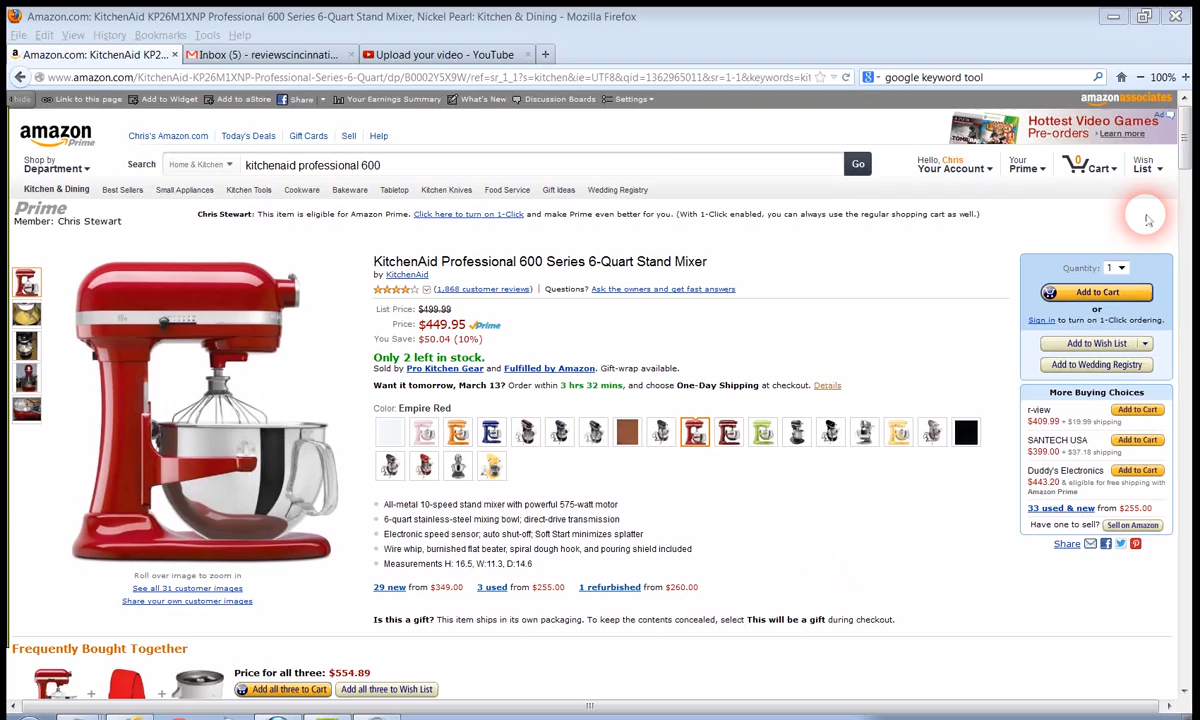 Amazon.com: KitchenAid KP26M1XNP Professional 600 Series 6-Quart Stand Mixer, Nickel Pearl: Kitchen & Dining - Mozilla Firefox
File Edit View History Bookmarks Tools Help
Amazon.com: KitchenAid KP2... × Inbox (5) - reviewscincinnati... × Upload your video - YouTube × +
www.amazon.com/KitchenAid-KP26M1XNP-Professional-Series-6-Quart/dp/B0002Y5X9W/ref=sr_1_1?s=kitchen&ie=UTF8&qid=1362965011&sr=1-1&keywords=kit google keyword tool 100%
hide Link to this page Add to Widget Add to aStore Share Your Earnings Summary What's New Discussion Boards Settings amazonassociates
amazon Prime
Chris's Amazon.com Today's Deals Gift Cards Sell Help
Hottest Video Games Ad
Pre-orders › Learn more
Shop by
Department
Search Home & Kitchen kitchenaid professional 600 Go
Hello, Chris
Your Account
Your
Prime
0
Cart
Wish
List
Kitchen & Dining Best Sellers Small Appliances Kitchen Tools Cookware Bakeware Tabletop Kitchen Knives Food Service Gift Ideas Wedding Registry
Prime
Member: Chris Stewart
Chris Stewart: This item is eligible for Amazon Prime. Click here to turn on 1-Click and make Prime even better for you. (With 1-Click enabled, you can always use the regular shopping cart as well.)
KitchenAid Professional 600 Series 6-Quart Stand Mixer
by KitchenAid
(1,868 customer reviews) | Questions? Ask the owners and get fast answers
List Price: $499.99
Price: $449.95 Prime
You Save: $50.04 (10%)
Only 2 left in stock.
Sold by Pro Kitchen Gear and Fulfilled by Amazon. Gift-wrap available.
Want it tomorrow, March 13? Order within 3 hrs 32 mins, and choose One-Day Shipping at checkout. Details
Color: Empire Red
All-metal 10-speed stand mixer with powerful 575-watt motor
6-quart stainless-steel mixing bowl; direct-drive transmission
Electronic speed sensor; auto shut-off; Soft Start minimizes splatter
Wire whip, burnished flat beater, spiral dough hook, and pouring shield included
Measurements H: 16.5, W:11.3, D:14.6
29 new from $349.00 3 used from $255.00 1 refurbished from $260.00
Is this a gift? This item ships in its own packaging. To keep the contents concealed, select This will be a gift during checkout.
Roll over image to zoom in
See all 31 customer images
Share your own customer images
Quantity: 1
Add to Cart
or
Sign in to turn on 1-Click ordering.
Add to Wish List
Add to Wedding Registry
More Buying Choices
r-view Add to Cart
$409.99 + $19.99 shipping
SANTECH USA Add to Cart
$399.00 + $37.18 shipping
Duddy's Electronics Add to Cart
$443.20 & eligible for free shipping with
Amazon Prime
33 used & new from $255.00
Have one to sell? Sell on Amazon
Share
Frequently Bought Together
Price for all three: $554.89
+ +
Add all three to Cart Add all three to Wish List